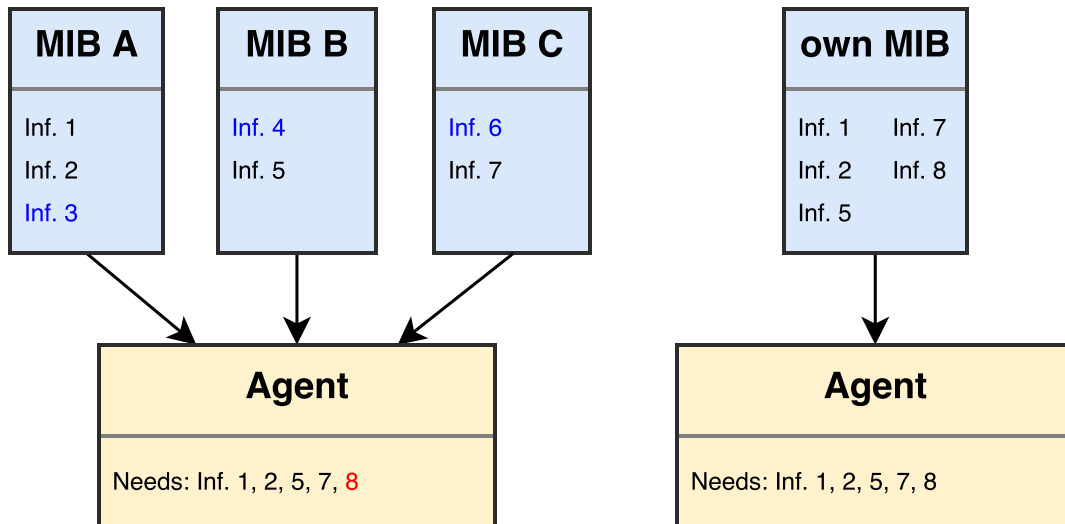 MIB A
Inf. 1
Inf. 2
Inf. 3
MIB B
Inf. 4
Inf. 5
MIB C
Inf. 6
Inf. 7
own MIB
Inf. 1 Inf. 7
Inf. 2 Inf. 8
Inf. 5
Agent
Needs: Inf. 1, 2, 5, 7, 8
Agent
Needs: Inf. 1, 2, 5, 7, 8